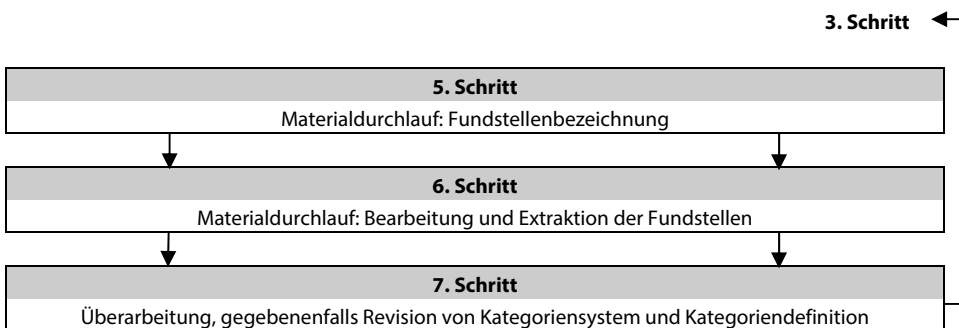 3. Schritt
5. Schritt
Materialdurchlauf: Fundstellenbezeichnung
6. Schritt
Materialdurchlauf: Bearbeitung und Extraktion der Fundstellen
7. Schritt
Überarbeitung, gegebenenfalls Revision von Kategoriensystem und Kategoriendefinition